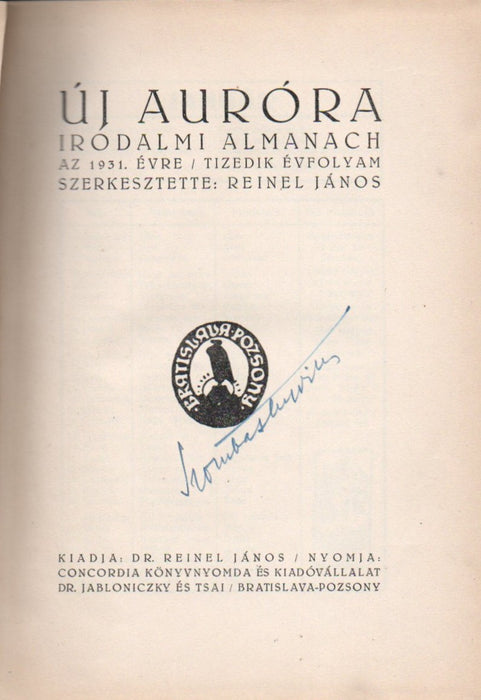 ÚJ AURÓRA
IRODALMI ALMANACH
AZ 1931. ÉVRE / TIZEDIK ÉVFOLYAM
SZERKESZTETTE: REINEL JÁNOS
BRATISLAVA · POZSONY ·
KIADJA: DR. REINEL JÁNOS / NYOMJA:
CONCORDIA KÖNYVNYOMDA ÉS KIADÓVÁLLALAT
DR. JABLONICZKY ÉS TSAI / BRATISLAVA-POZSONY